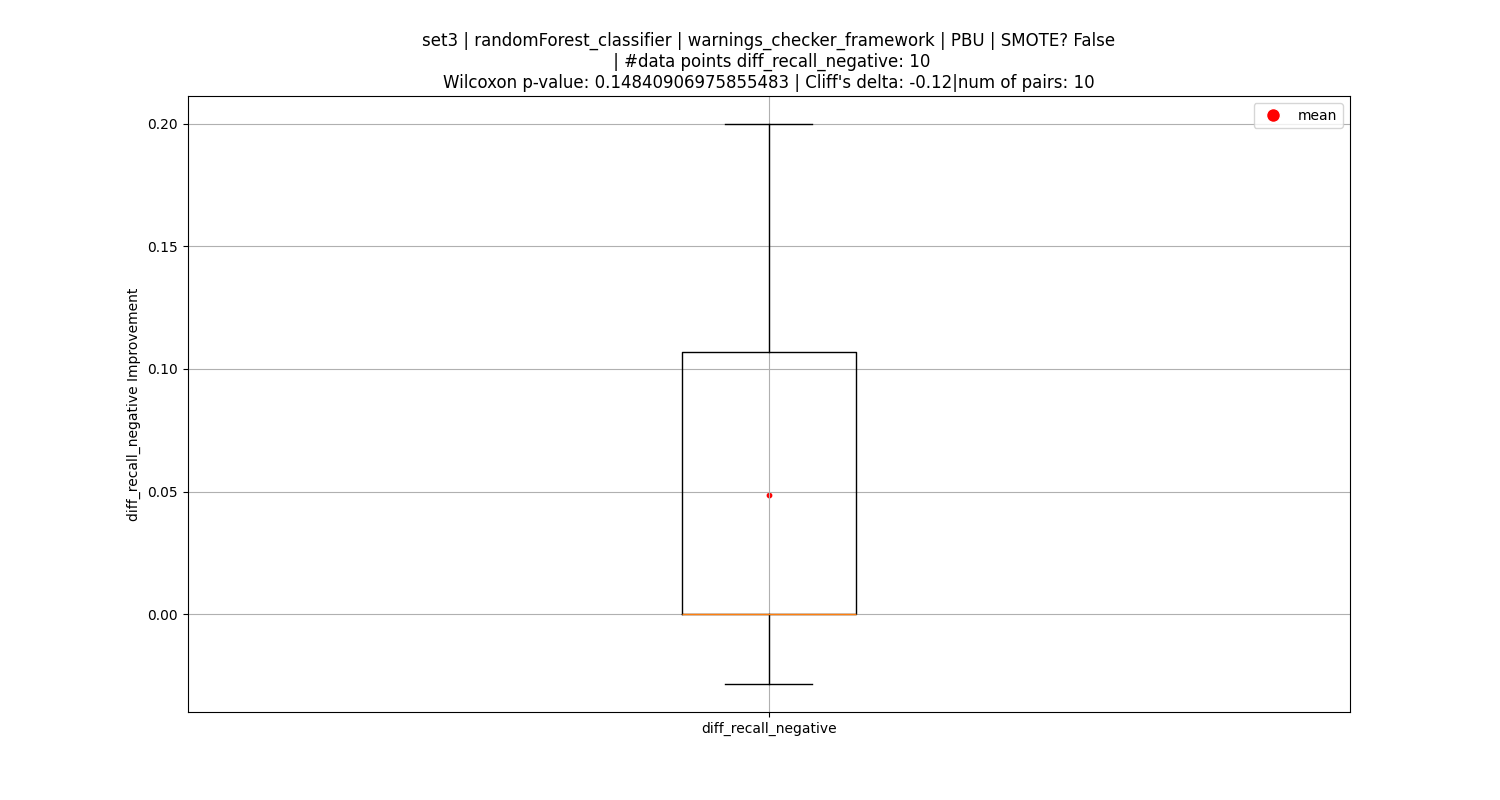 set3 | randomForest_classifier | warnings_checker_framework | PBU | SMOTE? False
| #data points diff_recall_negative: 10
Wilcoxon p-value: 0.14840906975855483 | Cliff's delta: -0.12|num of pairs: 10
mean
0.20
0.15
0.10
0.05
0.00
diff_recall_negative Improvement
diff_recall_negative